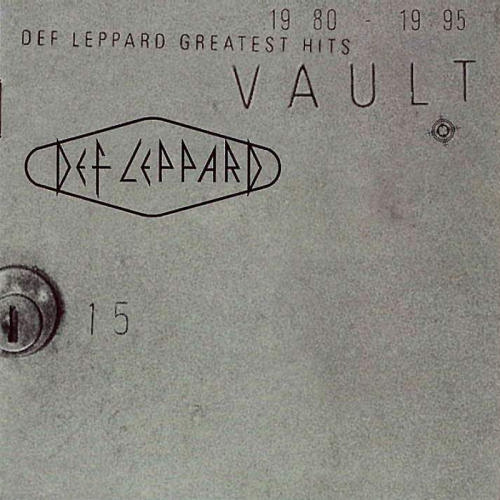 19 80 - 19 95
DEF LEPPARD GREATEST HITS
VAULT
DEF LEPPARD
15